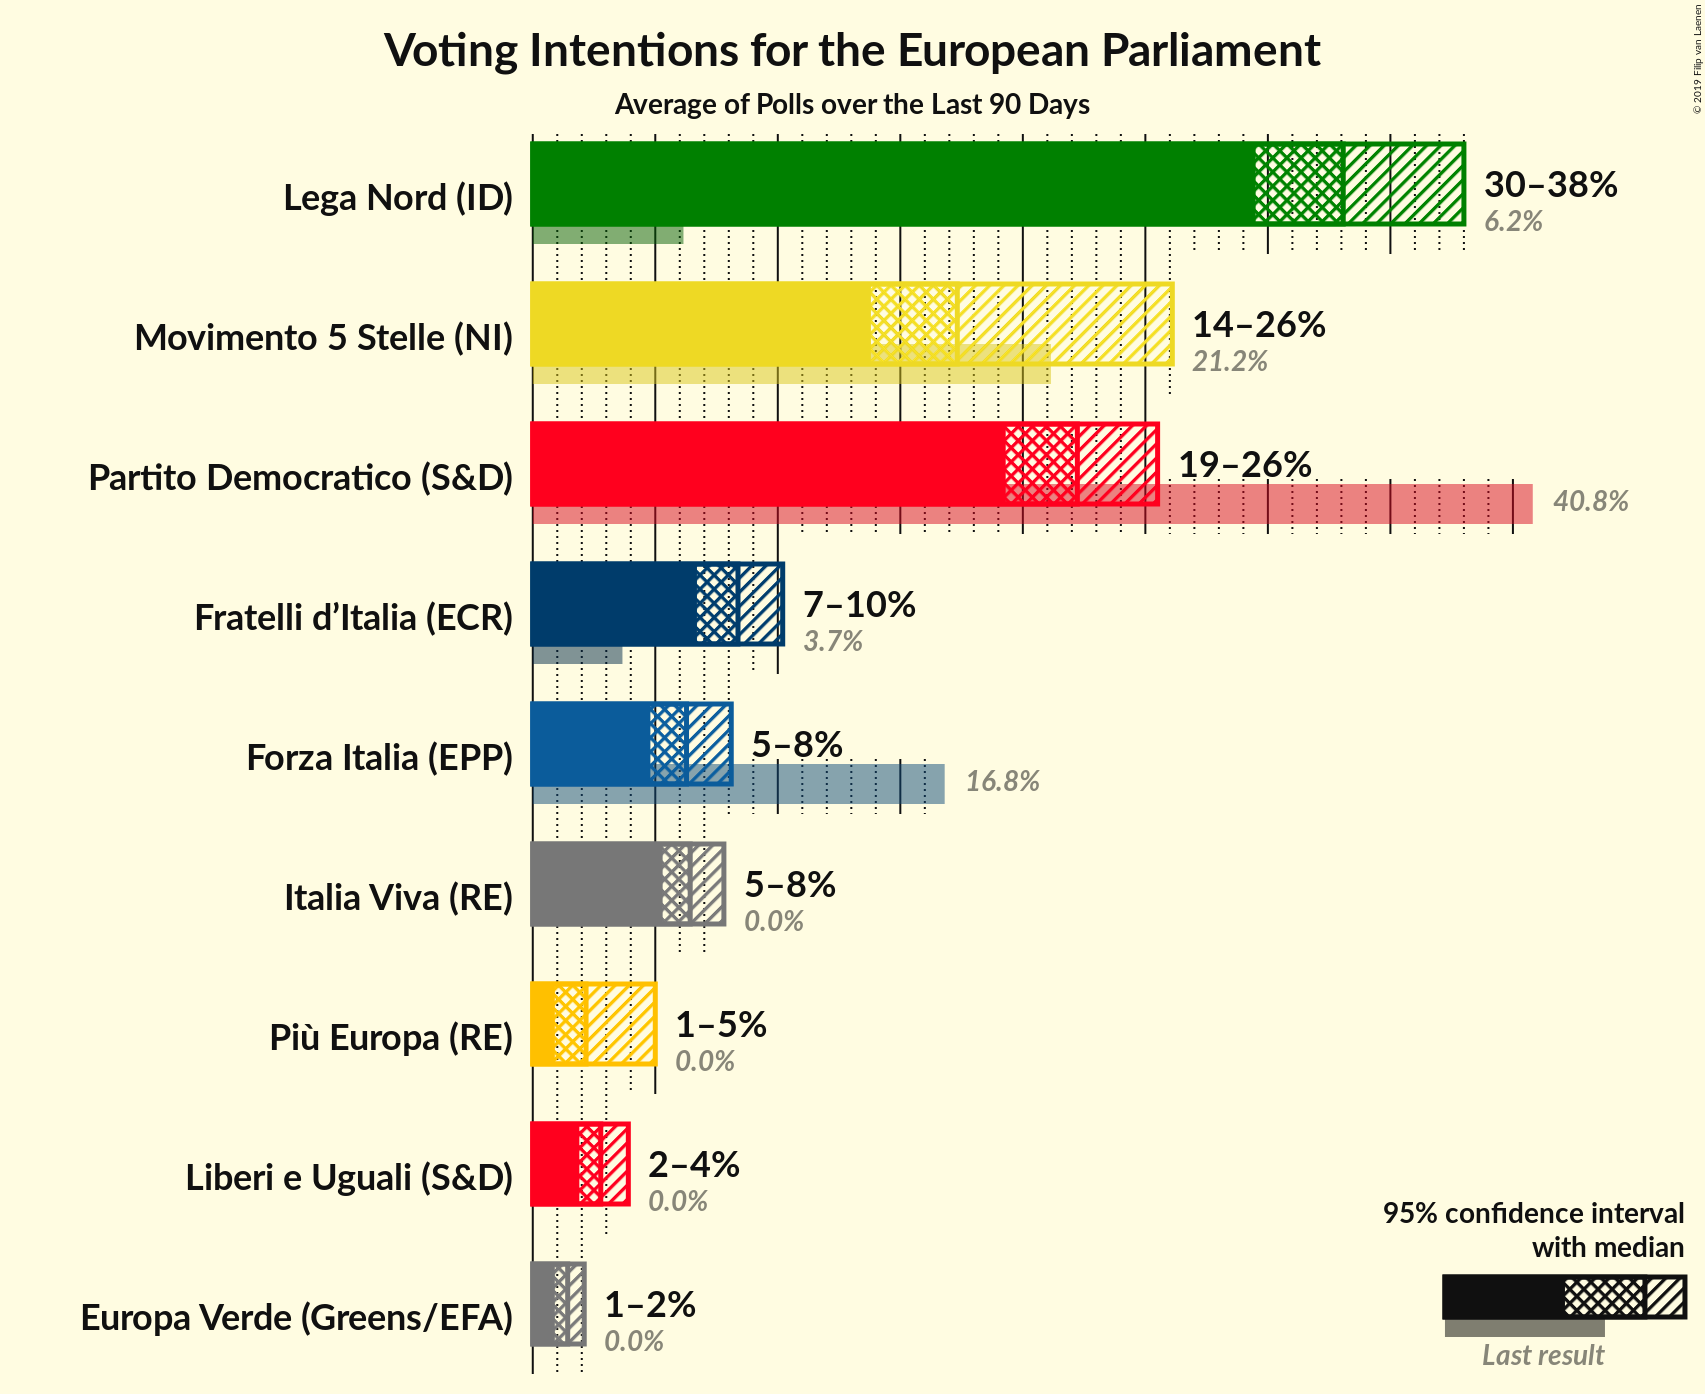 Voting Intentions for the European Parliament
Average of Polls over the Last 90 Days
© 2019 Filip van Laenen
Lega Nord (ID)
30–38%
6.2%
Movimento 5 Stelle (NI)
14–26%
21.2%
Partito Democratico (S&D)
19–26%
40.8%
Fratelli d’Italia (ECR)
7–10%
3.7%
Forza Italia (EPP)
5–8%
16.8%
Italia Viva (RE)
5–8%
0.0%
Più Europa (RE)
1–5%
0.0%
Liberi e Uguali (S&D)
2–4%
0.0%
Europa Verde (Greens/EFA)
1–2%
0.0%
95% confidence interval
with median
Last result